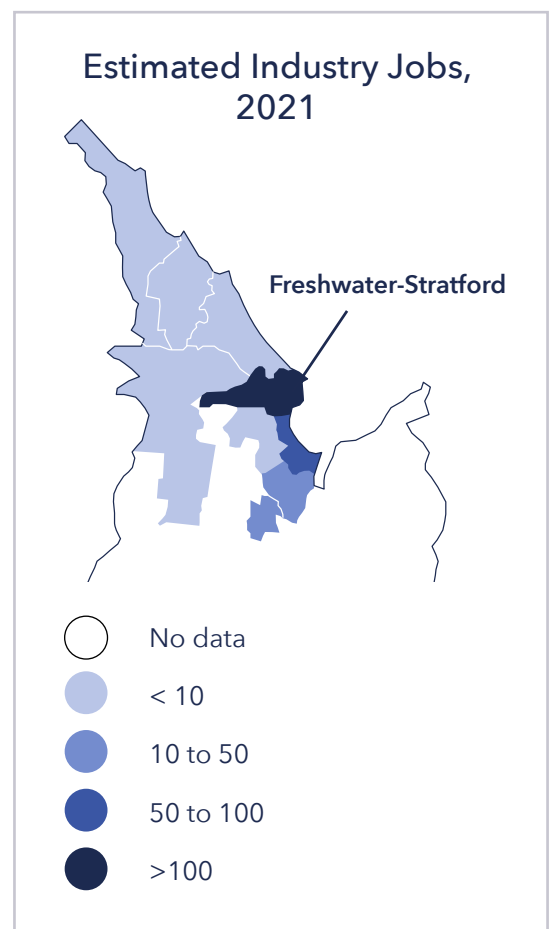 Estimated Industry Jobs,
2021
Freshwater-Stratford
No data
< 10
10 to 50
50 to 100
>100